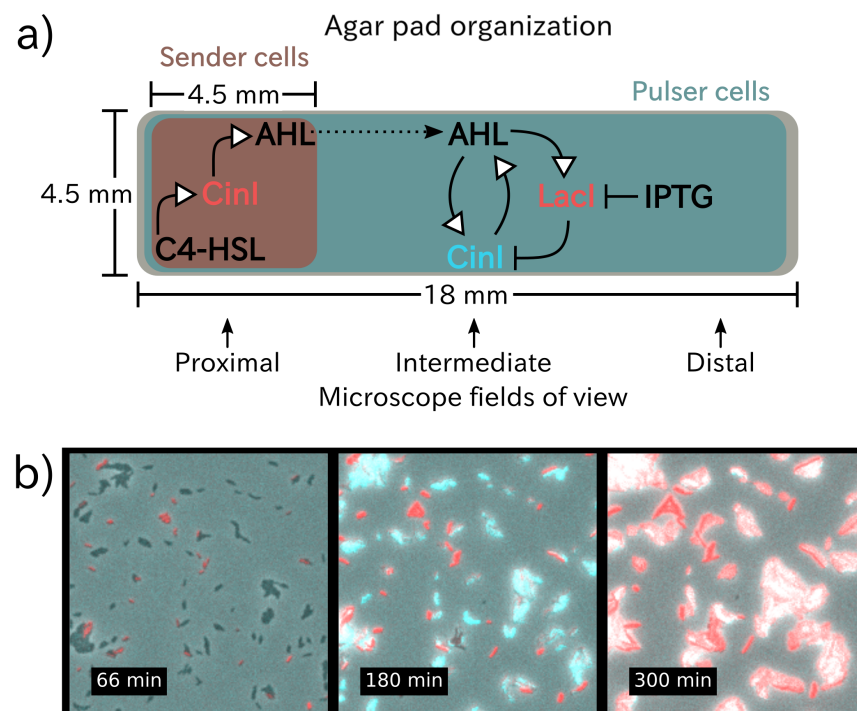 a)
Agar pad organization
Sender cells
4.5 mm
Pulser cells
AHL
AHL
4.5 mm
CinI
LacI
IPTG
C4-HSL
CinI
18 mm
Proximal
Intermediate
Distal
Microscope fields of view
b)
66 min
180 min
300 min